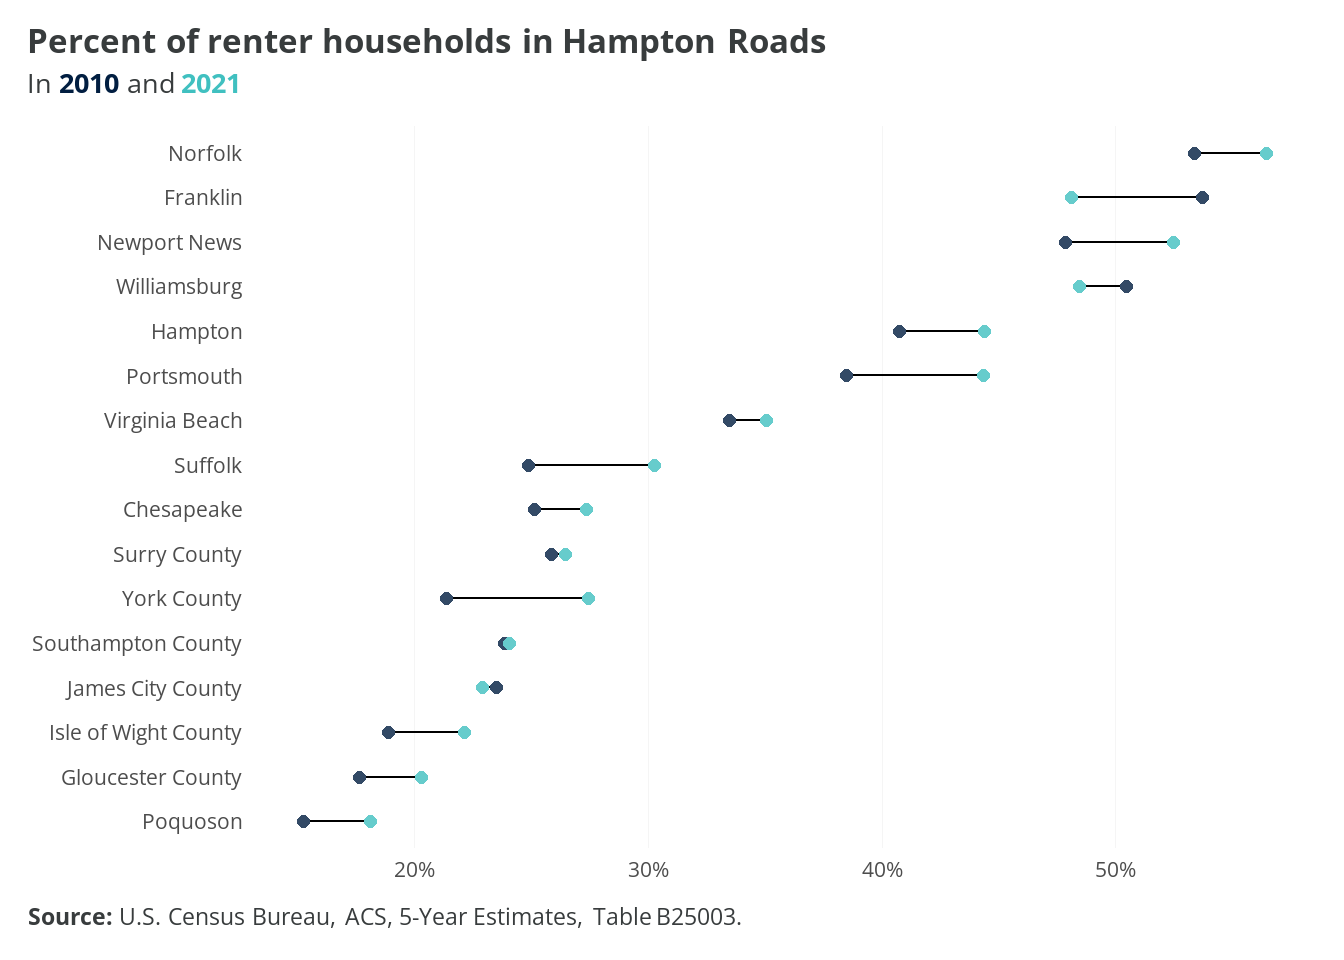 Percent of renter households in Hampton Roads
In 2010 and 2021
Norfolk
Franklin
Newport News
Williamsburg
Hampton
Portsmouth
Virginia Beach
Suffolk
Chesapeake
Surry County
York County
Southampton County
James City County
Isle of Wight County
Gloucester County
Poquoson
20% 30% 40% 50%
Source: U.S. Census Bureau, ACS, 5-Year Estimates, Table B25003.